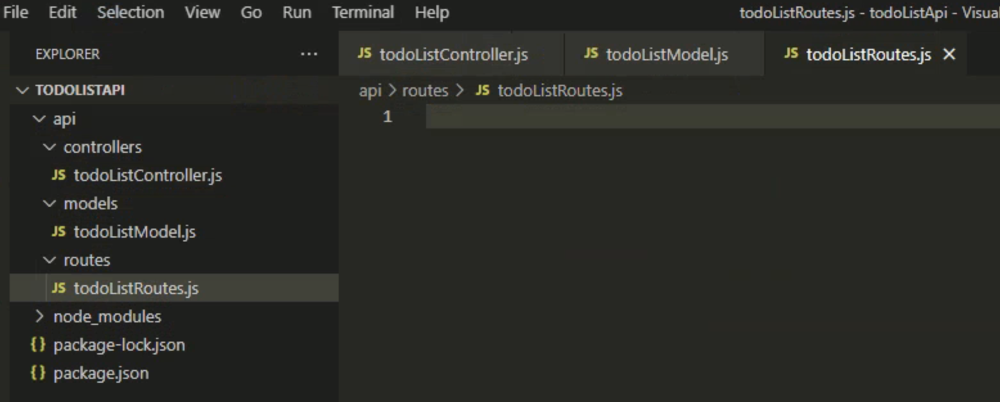 File Edit Selection View Go Run Terminal Help todoListRoutes.js - todoListApi - Visual
EXPLORER ···
JS todoListController.js JS todoListModel.js JS todoListRoutes.js
TODOLISTAPI
api > routes > JS todoListRoutes.js
api
1
controllers
JS todoListController.js
models
JS todoListModel.js
routes
JS todoListRoutes.js
node_modules
{} package-lock.json
{} package.json